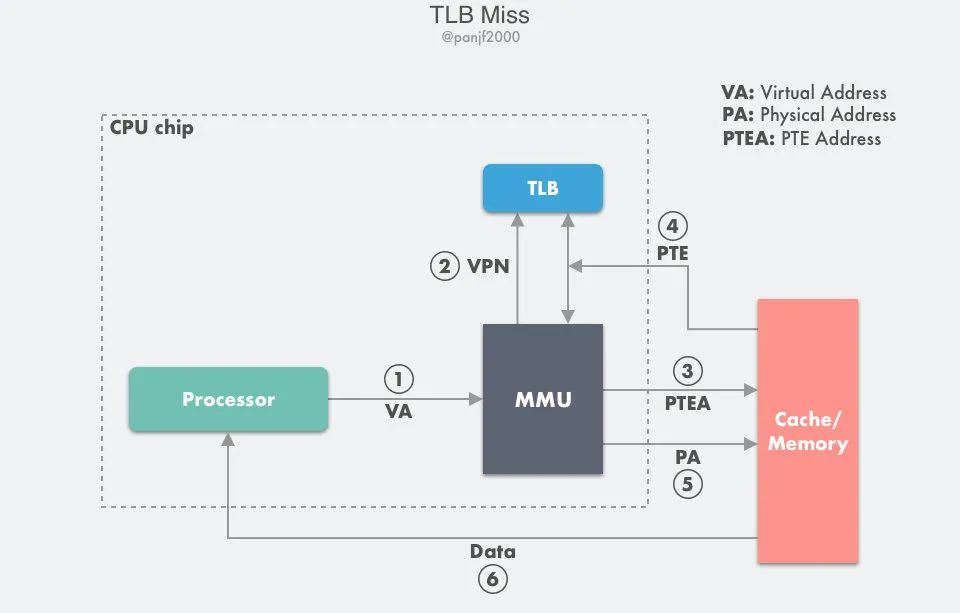 TLB Miss
@panjf2000
VA: Virtual Address
PA: Physical Address
PTEA: PTE Address
CPU chip
TLB
4
PTE
2 VPN
1
VA
Processor
MMU
3
PTEA
Cache/
Memory
PA
5
Data
6